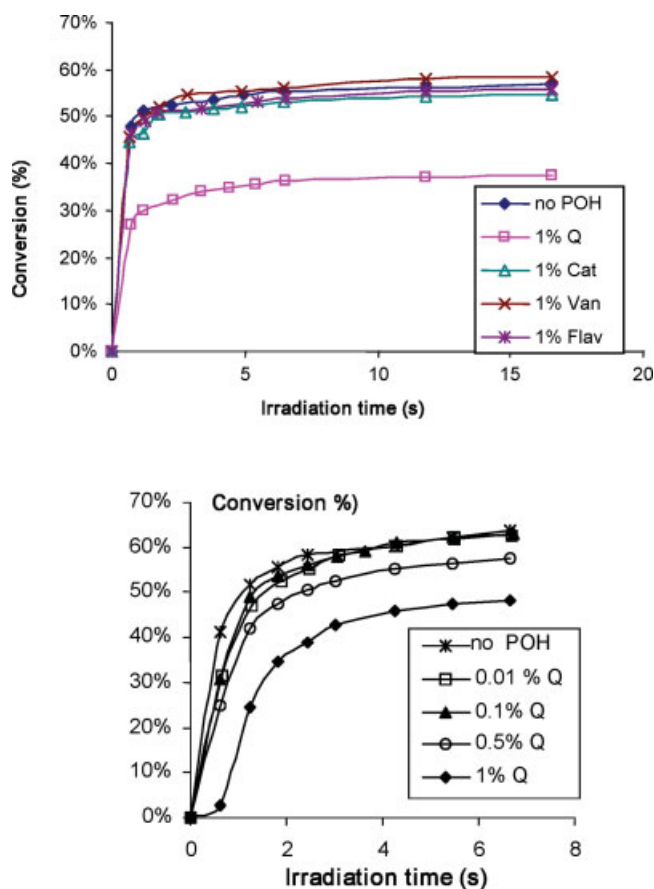 70%
60%
50%
40%
30%
20%
10%
0%
Conversion (%)
no POH
1% Q
1% Cat
1% Van
1% Flav
0 5 10 15 20
Irradiation time (s)
Conversion %)
70%
60%
50%
40%
30%
20%
10%
0%
no POH
0.01 % Q
0.1% Q
0.5% Q
1% Q
0 2 4 6 8
Irradiation time (s)